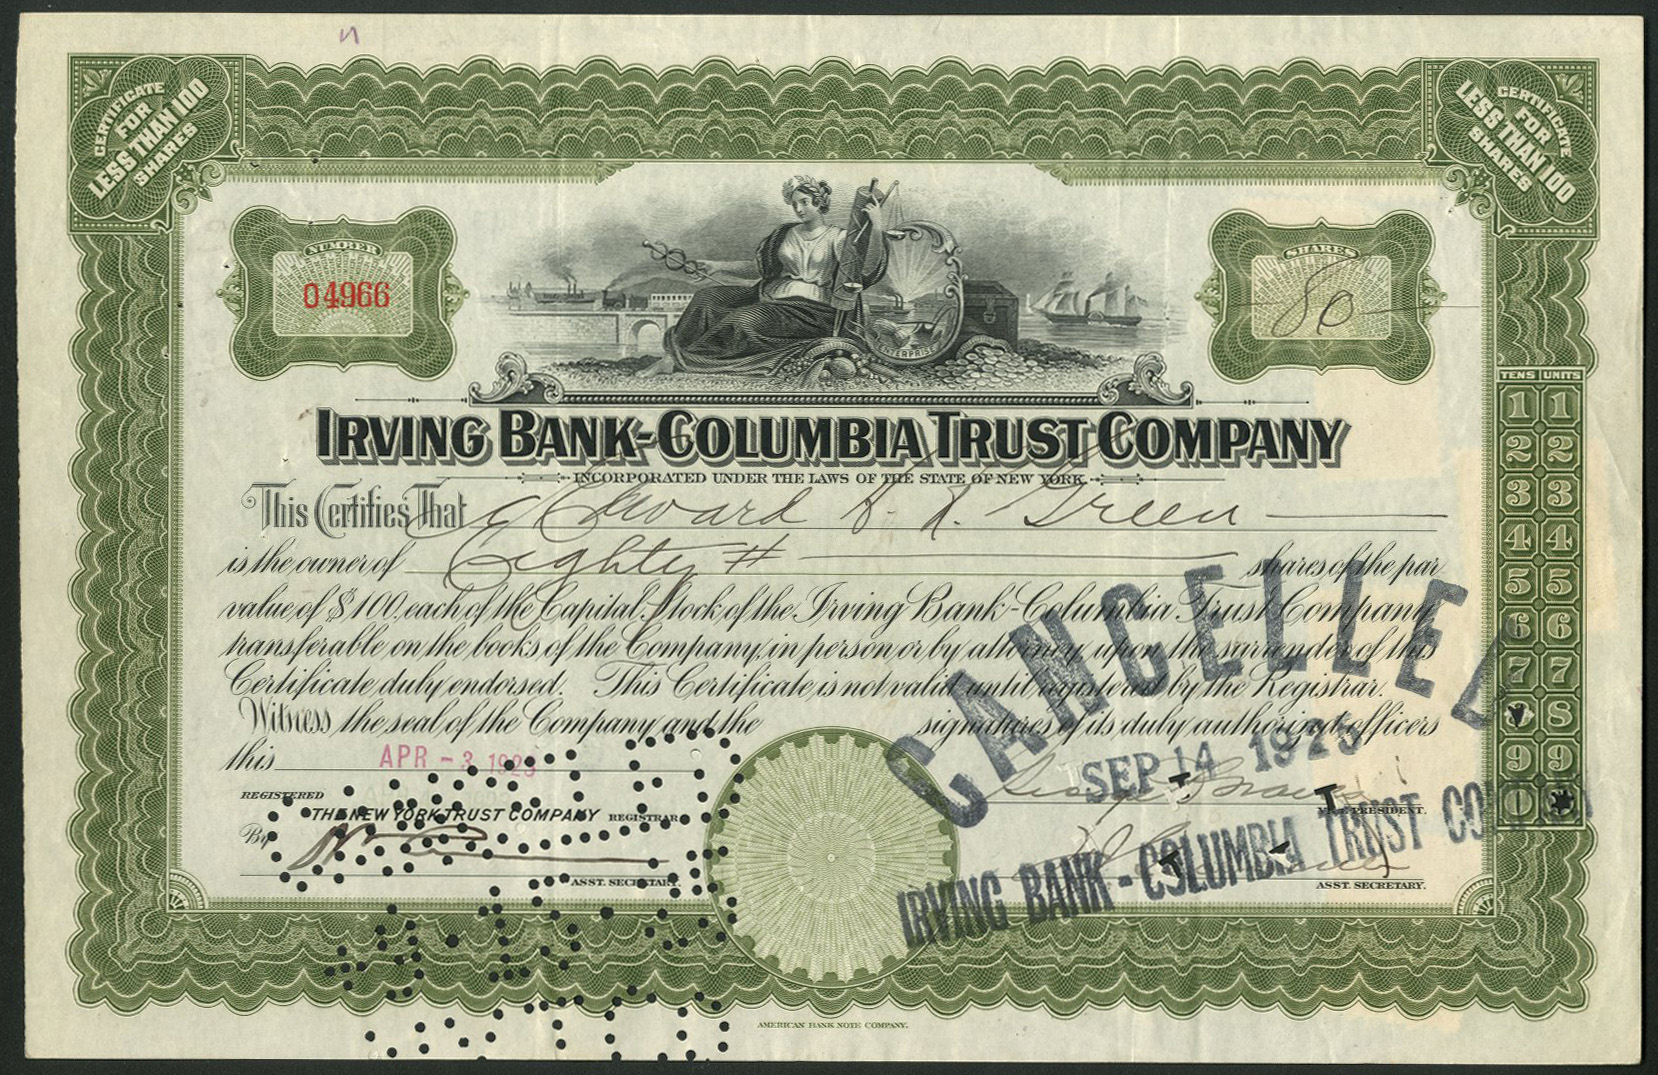 CERTIFICATE
FOR
LESS THAN 100
SHARES
CERTIFICATE
FOR
LESS THAN 100
SHARES
NUMBER
04966
SHARES
80
ENTERPRISE
TENS UNITS
1 1
2 2
3 3
4 4
5 5
6 6
7 7
8
9 9
0
IRVING BANK-COLUMBIA TRUST COMPANY
INCORPORATED UNDER THE LAWS OF THE STATE OF NEW YORK.
This Certifies That Edward H. R. Green
is the owner of Eighty # shares of the par
value of $100. each of the Capital Stock of the Irving Bank-Columbia Trust Company
transferable on the books of the Company, in person or by attorney, upon the surrender of this
Certificate duly endorsed. This Certificate is not valid until registered by the Registrar.
Witness the seal of the Company and the signatures of its duly authorized officers
this APR - 3 1923
CANCELLED
SEP 14 1925
IRVING BANK - COLUMBIA TRUST COMPANY
REGISTERED
THE NEW YORK TRUST COMPANY REGISTRAR
By
ASST. SECRETARY.
VICE PRESIDENT.
ASST. SECRETARY.
AMERICAN BANK NOTE COMPANY.